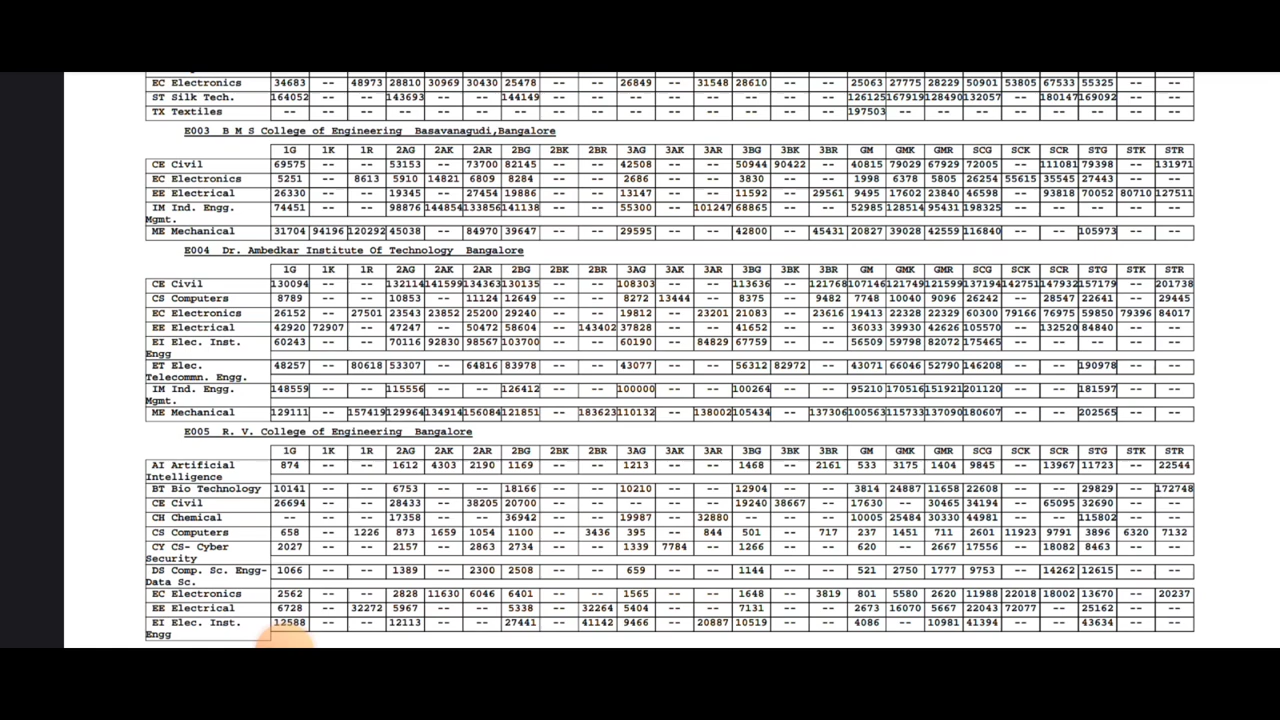 EC Electronics 34683 -- 48973 28810 30969 30430 25478 -- -- 26849 -- 31548 28610 -- -- 25063 27775 28229 50901 53805 67533 55325 -- --
ST Silk Tech. 164052 -- -- 143693 -- -- 144149 -- -- -- -- -- -- -- -- 126125 167919 128490 132057 -- 180147 169092 -- --
TX Textiles -- -- -- -- -- -- -- -- -- -- -- -- -- -- -- 197503 -- -- -- -- -- -- -- --
E003 B M S College of Engineering Basavanagudi,Bangalore
1G 1K 1R 2AG 2AK 2AR 2BG 2BK 2BR 3AG 3AK 3AR 3BG 3BK 3BR GM GMK GMR SCG SCK SCR STG STK STR
CE Civil 69575 -- -- 53153 -- 73700 82145 -- -- 42508 -- -- 50944 90422 -- 40815 79029 67929 72005 -- 111081 79398 -- 131971
EC Electronics 5251 -- 8613 5910 14821 6809 8284 -- -- 2686 -- -- 3830 -- -- 1998 6378 5805 26254 55615 35545 27443 -- --
EE Electrical 26330 -- -- 19345 -- 27454 19886 -- -- 13147 -- -- 11592 -- 29561 9495 17602 23840 46598 -- 93818 70052 80710 127511
IM Ind. Engg. 74451 -- -- 98876 144854 133856 141138 -- -- 55300 -- 101247 68865 -- -- 52985 128514 95431 198325 -- -- -- -- --
Mgmt.
ME Mechanical 31704 94196 120292 45038 -- 84970 39647 -- -- 29595 -- -- 42800 -- 45431 20827 39028 42559 116840 -- -- 105973 -- --
E004 Dr. Ambedkar Institute Of Technology Bangalore
1G 1K 1R 2AG 2AK 2AR 2BG 2BK 2BR 3AG 3AK 3AR 3BG 3BK 3BR GM GMK GMR SCG SCK SCR STG STK STR
CE Civil 130094 -- -- 132114 141599 134363 130135 -- -- 108303 -- -- 113636 -- 121768 107146 121749 121599 137194 142751 147932 157179 -- 201738
CS Computers 8789 -- -- 10853 -- 11124 12649 -- -- 8272 13444 -- 8375 -- 9482 7748 10040 9096 26242 -- 28547 22641 -- 29445
EC Electronics 26152 -- 27501 23543 23852 25200 29240 -- -- 19812 -- 23201 21083 -- 23616 19413 22328 22329 60300 79166 76975 59850 79396 84017
EE Electrical 42920 72907 -- 47247 -- 50472 58604 -- 143402 37828 -- -- 41652 -- -- 36033 39930 42626 105570 -- 132520 84840 -- --
EI Elec. Inst. 60243 -- -- 70116 92830 98567 103700 -- -- 60190 -- 84829 67759 -- -- 56509 59798 82072 175465 -- -- -- -- --
Engg
ET Elec. 48257 -- 80618 53307 -- 64816 83978 -- -- 43077 -- -- 56312 82972 -- 43071 66046 52790 146208 -- -- 190978 -- --
Telecommn. Engg.
IM Ind. Engg. 148559 -- -- 115556 -- -- 126412 -- -- 100000 -- -- 100264 -- -- 95210 170516 151921 201120 -- -- 181597 -- --
Mgmt.
ME Mechanical 129111 -- 157419 129964 134914 156084 121851 -- 183623 110132 -- 138002 105434 -- 137306 100563 115733 137090 180607 -- -- 202565 -- --
E005 R. V. College of Engineering Bangalore
1G 1K 1R 2AG 2AK 2AR 2BG 2BK 2BR 3AG 3AK 3AR 3BG 3BK 3BR GM GMK GMR SCG SCK SCR STG STK STR
AI Artificial 874 -- -- 1612 4303 2190 1169 -- -- 1213 -- -- 1468 -- 2161 533 3175 1404 9845 -- 13967 11723 -- 22544
Intelligence
BT Bio Technology 10141 -- -- 6753 -- -- 18166 -- -- 10210 -- -- 12904 -- -- 3814 24887 11658 22608 -- -- 29829 -- 172748
CE Civil 26694 -- -- 28433 -- 38205 20700 -- -- -- -- -- 19240 38667 -- 17630 -- 30465 34194 -- 65095 32690 -- --
CH Chemical -- -- -- 17358 -- -- 36942 -- -- 19987 -- 32880 -- -- -- 10005 25484 30330 44981 -- -- 115802 -- --
CS Computers 658 -- 1226 873 1659 1054 1100 -- 3436 395 -- 844 501 -- 717 237 1451 711 2601 11923 9791 3896 6320 7132
CY CS- Cyber 2027 -- -- 2157 -- 2863 2734 -- -- 1339 7784 -- 1266 -- -- 620 -- 2667 17556 -- 18082 8463 -- --
Security
DS Comp. Sc. Engg- 1066 -- -- 1389 -- 2300 2508 -- -- 659 -- -- 1144 -- -- 521 2750 1777 9753 -- 14262 12615 -- --
Data Sc.
EC Electronics 2562 -- -- 2828 11630 6046 6401 -- -- 1565 -- -- 1648 -- 3819 801 5580 2620 11988 22018 18002 13670 -- 20237
EE Electrical 6728 -- 32272 5967 -- -- 5338 -- 32264 5404 -- -- 7131 -- -- 2673 16070 5667 22043 72077 -- 25162 -- --
EI Elec. Inst. 12588 -- -- 12113 -- -- 27441 -- 41142 9466 -- 20887 10519 -- -- 4086 -- 10981 41394 -- -- 43634 -- --
Engg